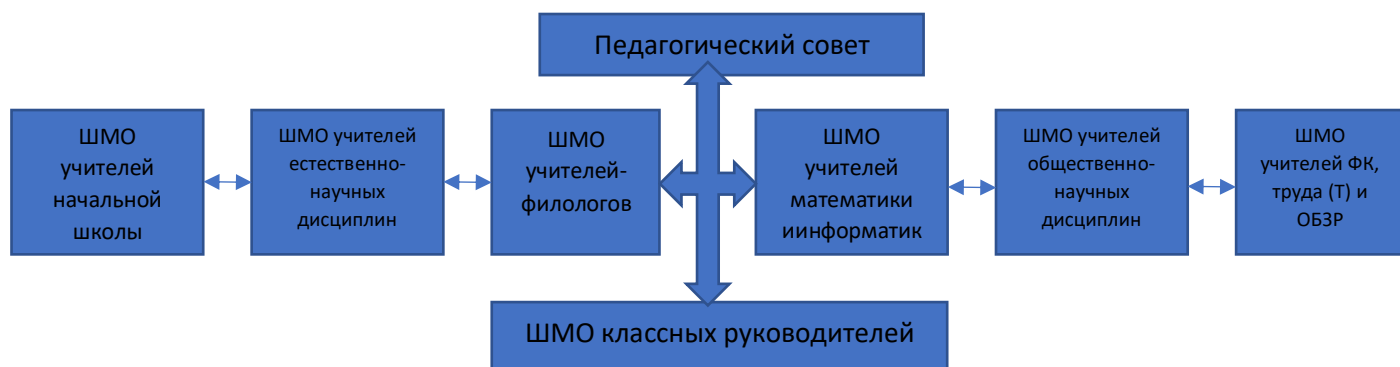 Педагогический совет
ШМО
учителей
начальной
школы
ШМО учителей
естественно-
научных
дисциплин
ШМО
учителей-
филологов
ШМО
учителей
математики
иинформатик
ШМО учителей
общественно-
научных
дисциплин
ШМО
учителей ФК,
труда (Т) и
ОБЗР
ШМО классных руководителей